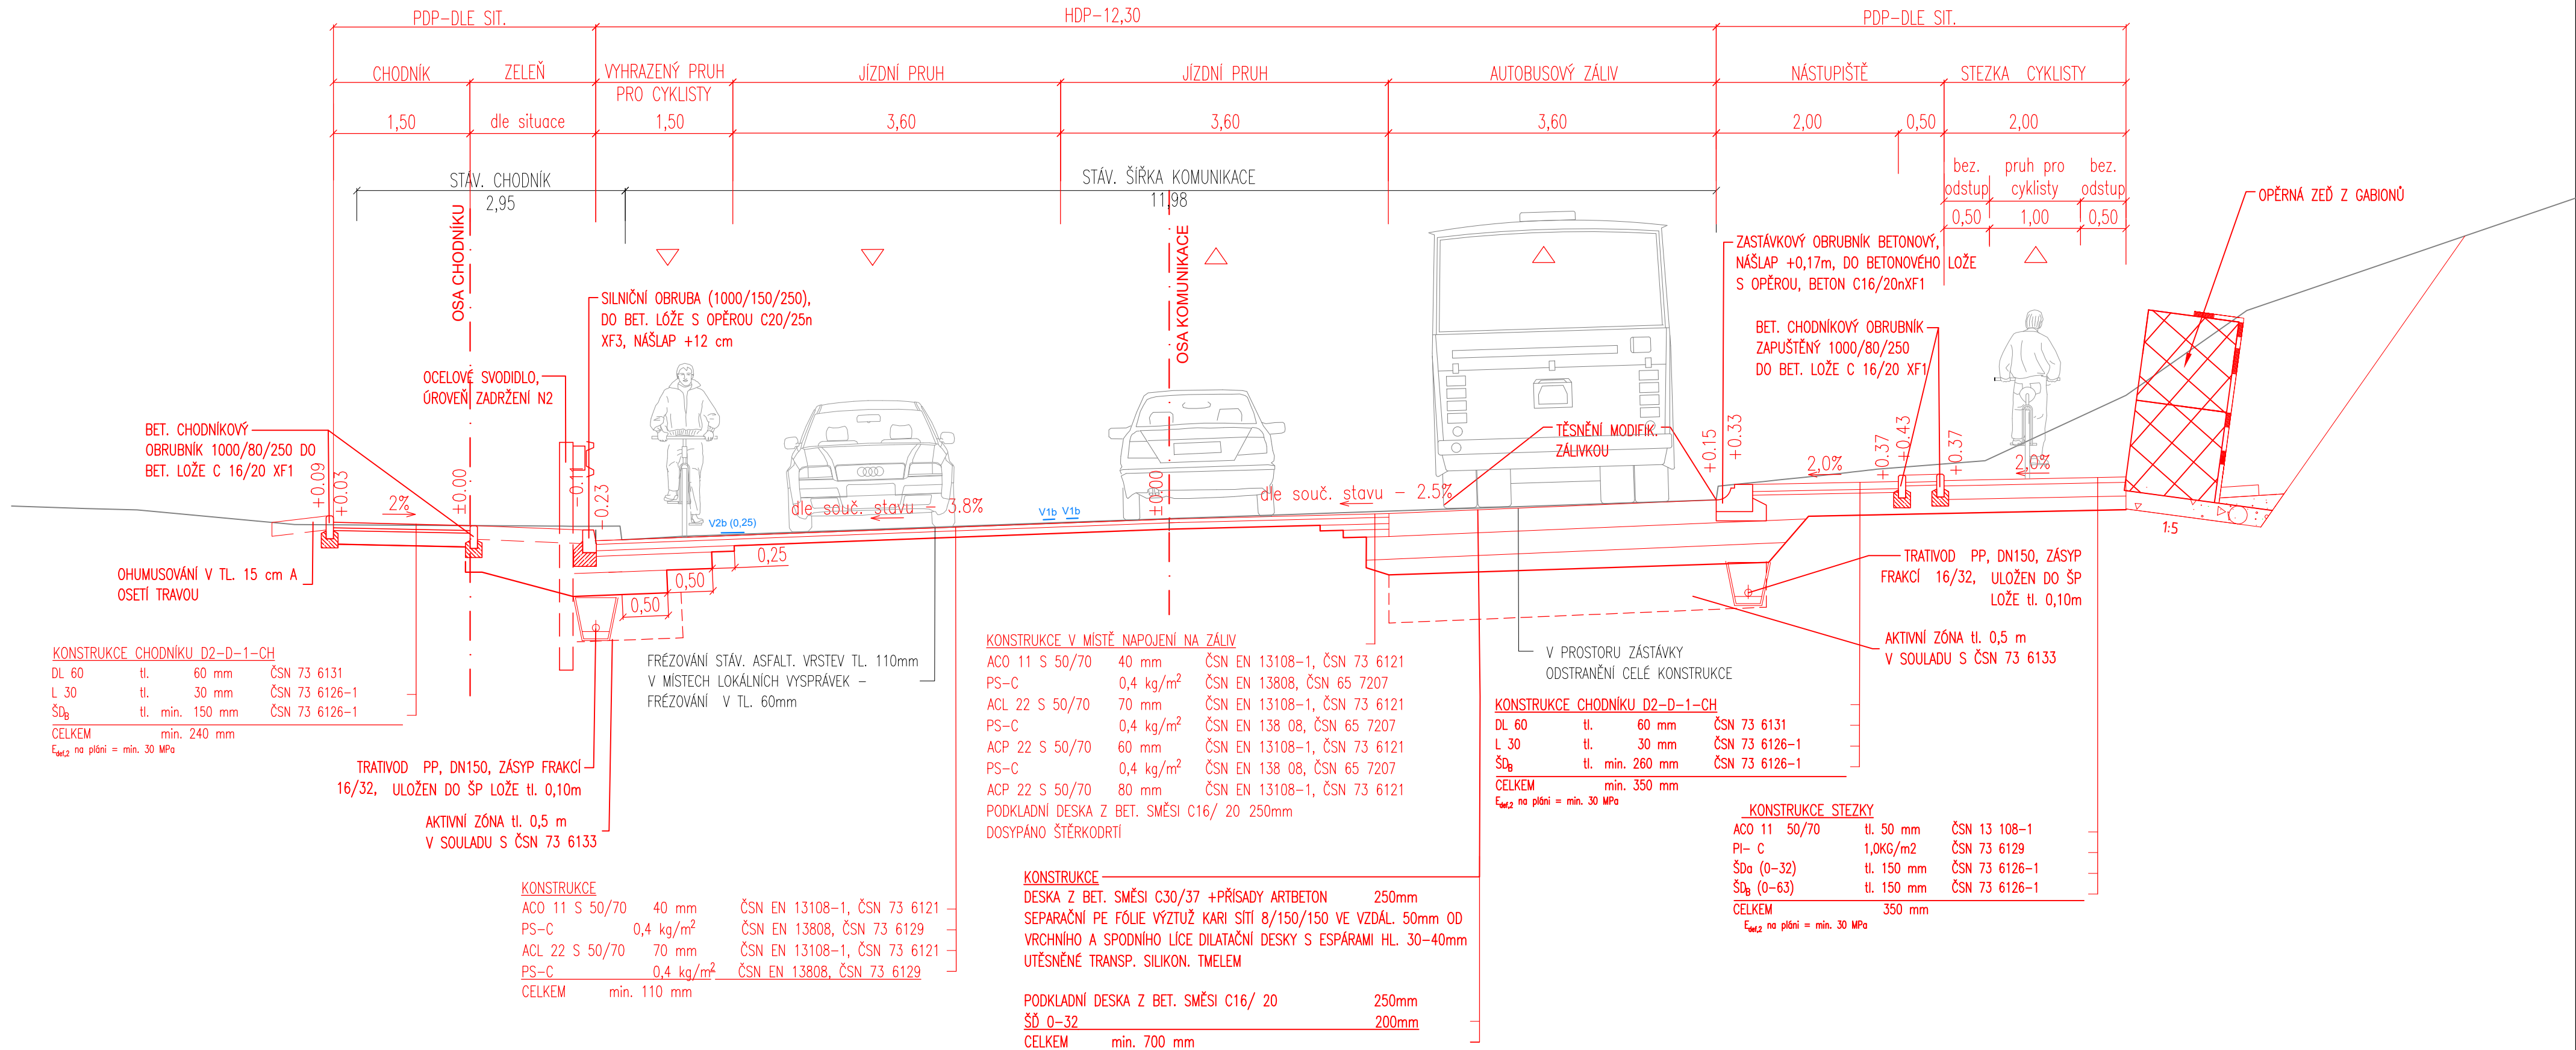 PDP-DLE SIT.
HDP-12,30
PDP-DLE SIT.
CHODNÍK
ZELEŇ
VYHRAZENÝ PRUH
PRO CYKLISTY
JÍZDNÍ PRUH
JÍZDNÍ PRUH
AUTOBUSOVÝ ZÁLIV
NÁSTUPIŠTĚ
STEZKA CYKLISTY
1,50
dle situace
1,50
3,60
3,60
3,60
2,00
0,50
2,00
bez.
odstup
pruh pro
cyklisty
bez.
odstup
0,50
1,00
0,50
STÁV. CHODNÍK
2,95
STÁV. ŠÍŘKA KOMUNIKACE
11,98
OSA CHODNÍKU
OSA KOMUNIKACE
OPĚRNÁ ZEĎ Z GABIONŮ
ZASTÁVKOVÝ OBRUBNÍK BETONOVÝ,
NÁŠLAP +0,17m, DO BETONOVÉHO LOŽE
S OPĚROU, BETON C16/20nXF1
SILNIČNÍ OBRUBA (1000/150/250),
DO BET. LÓŽE S OPĚROU C20/25n
XF3, NÁŠLAP +12 cm
BET. CHODNÍKOVÝ OBRUBNÍK
ZAPUŠTĚNÝ 1000/80/250
DO BET. LOŽE C 16/20 XF1
OCELOVÉ SVODIDLO,
ÚROVEŇ ZADRŽENÍ N2
BET. CHODNÍKOVÝ
OBRUBNÍK 1000/80/250 DO
BET. LOŽE C 16/20 XF1
TĚSNĚNÍ MODIFIK.
ZÁLIVKOU
+0.09
+0.03
2%
±0.00
-0.11
-0.23
V2b (0,25)
dle souč. stavu - 3.8%
V1b V1b
±0.00
dle souč. stavu - 2.5%
+0.15
+0.33
2,0%
+0.37
+0.43
+0.37
2,0%
1:5
0,25
0,50
0,50
OHUMUSOVÁNÍ V TL. 15 cm A
OSETÍ TRAVOU
TRATIVOD PP, DN150, ZÁSYP
FRAKCÍ 16/32, ULOŽEN DO ŠP
LOŽE tl. 0,10m
AKTIVNÍ ZÓNA tl. 0,5 m
V SOULADU S ČSN 73 6133
KONSTRUKCE CHODNÍKU D2-D-1-CH
DL 60 tl. 60 mm ČSN 73 6131
L 30 tl. 30 mm ČSN 73 6126-1
ŠDB tl. min. 150 mm ČSN 73 6126-1
CELKEM min. 240 mm
Edef,2 na pláni = min. 30 MPa
FRÉZOVÁNÍ STÁV. ASFALT. VRSTEV TL. 110mm
V MÍSTECH LOKÁLNÍCH VYSPRÁVEK -
FRÉZOVÁNÍ V TL. 60mm
TRATIVOD PP, DN150, ZÁSYP FRAKCÍ
16/32, ULOŽEN DO ŠP LOŽE tl. 0,10m
AKTIVNÍ ZÓNA tl. 0,5 m
V SOULADU S ČSN 73 6133
KONSTRUKCE V MÍSTĚ NAPOJENÍ NA ZÁLIV
ACO 11 S 50/70 40 mm ČSN EN 13108-1, ČSN 73 6121
PS-C 0,4 kg/m2 ČSN EN 13808, ČSN 65 7207
ACL 22 S 50/70 70 mm ČSN EN 13108-1, ČSN 73 6121
PS-C 0,4 kg/m2 ČSN EN 138 08, ČSN 65 7207
ACP 22 S 50/70 60 mm ČSN EN 13108-1, ČSN 73 6121
PS-C 0,4 kg/m2 ČSN EN 138 08, ČSN 65 7207
ACP 22 S 50/70 80 mm ČSN EN 13108-1, ČSN 73 6121
PODKLADNÍ DESKA Z BET. SMĚSI C16/ 20 250mm
DOSYPÁNO ŠTĚRKODRTÍ
V PROSTORU ZÁSTÁVKY
ODSTRANĚNÍ CELÉ KONSTRUKCE
KONSTRUKCE CHODNÍKU D2-D-1-CH
DL 60 tl. 60 mm ČSN 73 6131
L 30 tl. 30 mm ČSN 73 6126-1
ŠDB tl. min. 260 mm ČSN 73 6126-1
CELKEM min. 350 mm
Edef,2 na pláni = min. 30 MPa
KONSTRUKCE STEZKY
ACO 11 50/70 tl. 50 mm ČSN 13 108-1
PI- C 1,0KG/m2 ČSN 73 6129
ŠDa (0-32) tl. 150 mm ČSN 73 6126-1
ŠDB (0-63) tl. 150 mm ČSN 73 6126-1
CELKEM 350 mm
Edef,2 na pláni = min. 30 MPa
KONSTRUKCE
ACO 11 S 50/70 40 mm ČSN EN 13108-1, ČSN 73 6121
PS-C 0,4 kg/m2 ČSN EN 13808, ČSN 73 6129
ACL 22 S 50/70 70 mm ČSN EN 13108-1, ČSN 73 6121
PS-C 0,4 kg/m2 ČSN EN 13808, ČSN 73 6129
CELKEM min. 110 mm
KONSTRUKCE
DESKA Z BET. SMĚSI C30/37 +PŘÍSADY ARTBETON 250mm
SEPARAČNÍ PE FÓLIE VÝZTUŽ KARI SÍTÍ 8/150/150 VE VZDÁL. 50mm OD
VRCHNÍHO A SPODNÍHO LÍCE DILATAČNÍ DESKY S ESPÁRAMI HL. 30-40mm
UTĚSNĚNÉ TRANSP. SILIKON. TMELEM
PODKLADNÍ DESKA Z BET. SMĚSI C16/ 20 250mm
ŠĎ 0-32 200mm
CELKEM min. 700 mm